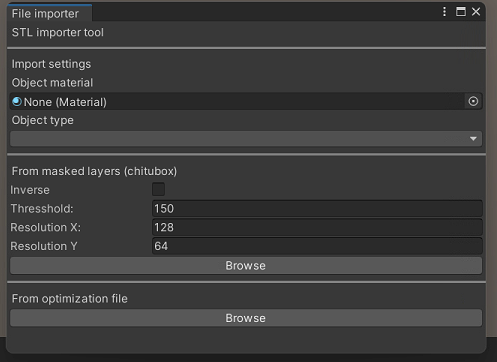 File importer
STL importer tool
Import settings
Object material
None (Material)
Object type
From masked layers (chitubox)
Inverse
Thresshold: 150
Resolution X: 128
Resolution Y 64
Browse
From optimization file
Browse